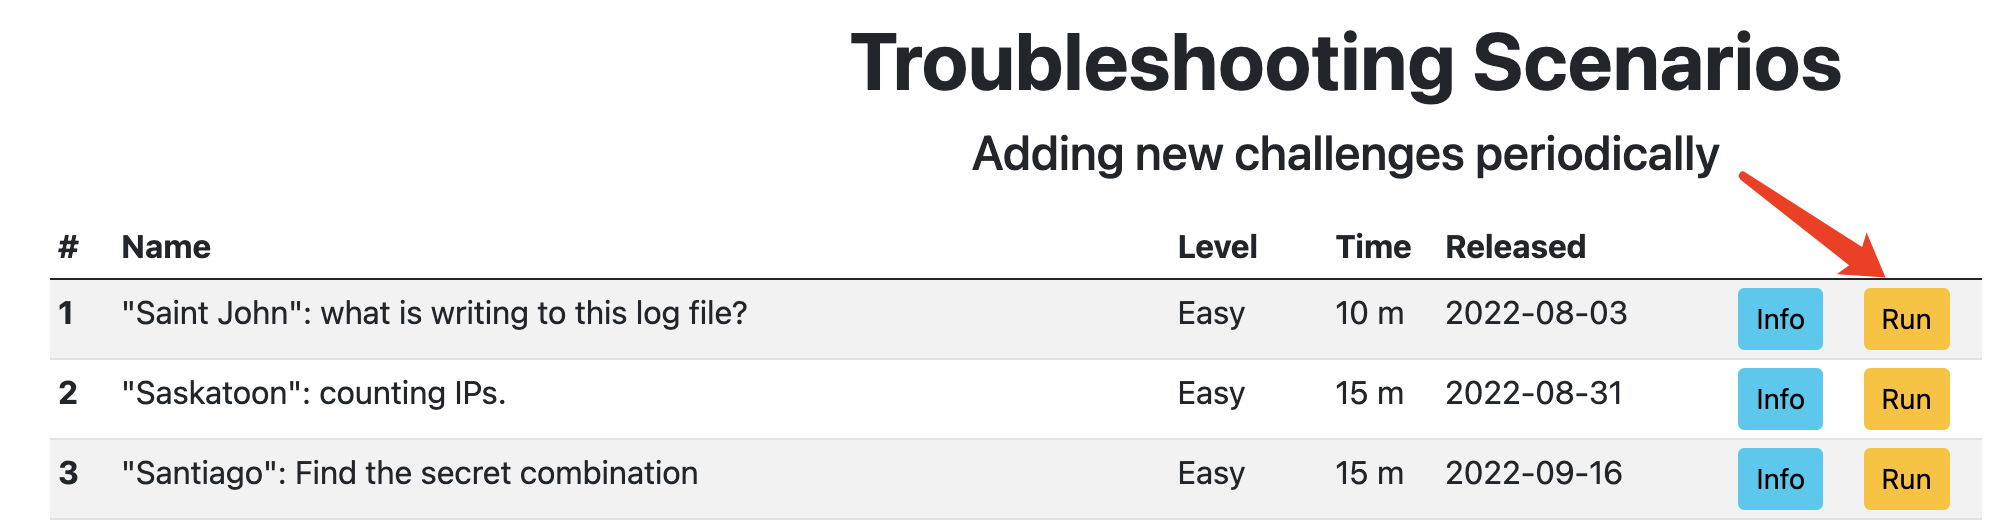 Troubleshooting Scenarios
Adding new challenges periodically
# Name Level Time Released
1 "Saint John": what is writing to this log file? Easy 10 m 2022-08-03 Info Run
2 "Saskatoon": counting IPs. Easy 15 m 2022-08-31 Info Run
3 "Santiago": Find the secret combination Easy 15 m 2022-09-16 Info Run